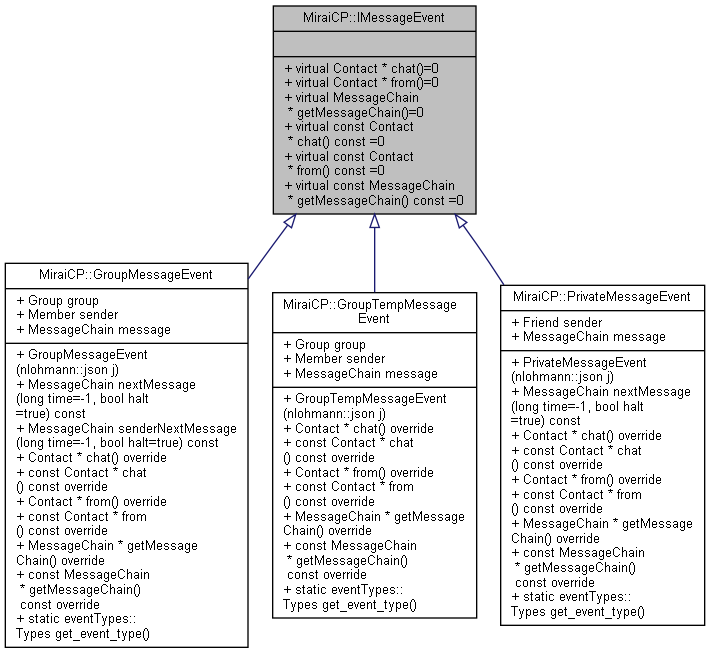 MiraiCP::IMessageEvent
+ virtual Contact * chat()=0
+ virtual Contact * from()=0
+ virtual MessageChain
* getMessageChain()=0
+ virtual const Contact
* chat() const =0
+ virtual const Contact
* from() const =0
+ virtual const MessageChain
* getMessageChain() const =0
MiraiCP::GroupMessageEvent
+ Group group
+ Member sender
+ MessageChain message
+ GroupMessageEvent
(nlohmann::json j)
+ MessageChain nextMessage
(long time=-1, bool halt
=true) const
+ MessageChain senderNextMessage
(long time=-1, bool halt=true) const
+ Contact * chat() override
+ const Contact * chat
() const override
+ Contact * from() override
+ const Contact * from
() const override
+ MessageChain * getMessage
Chain() override
+ const MessageChain
* getMessageChain()
const override
+ static eventTypes::
Types get_event_type()
MiraiCP::GroupTempMessage
Event
+ Group group
+ Member sender
+ MessageChain message
+ GroupTempMessageEvent
(nlohmann::json j)
+ Contact * chat() override
+ const Contact * chat
() const override
+ Contact * from() override
+ const Contact * from
() const override
+ MessageChain * getMessage
Chain() override
+ const MessageChain
* getMessageChain()
const override
+ static eventTypes::
Types get_event_type()
MiraiCP::PrivateMessageEvent
+ Friend sender
+ MessageChain message
+ PrivateMessageEvent
(nlohmann::json j)
+ MessageChain nextMessage
(long time=-1, bool halt
=true) const
+ Contact * chat() override
+ const Contact * chat
() const override
+ Contact * from() override
+ const Contact * from
() const override
+ MessageChain * getMessage
Chain() override
+ const MessageChain
* getMessageChain()
const override
+ static eventTypes::
Types get_event_type()